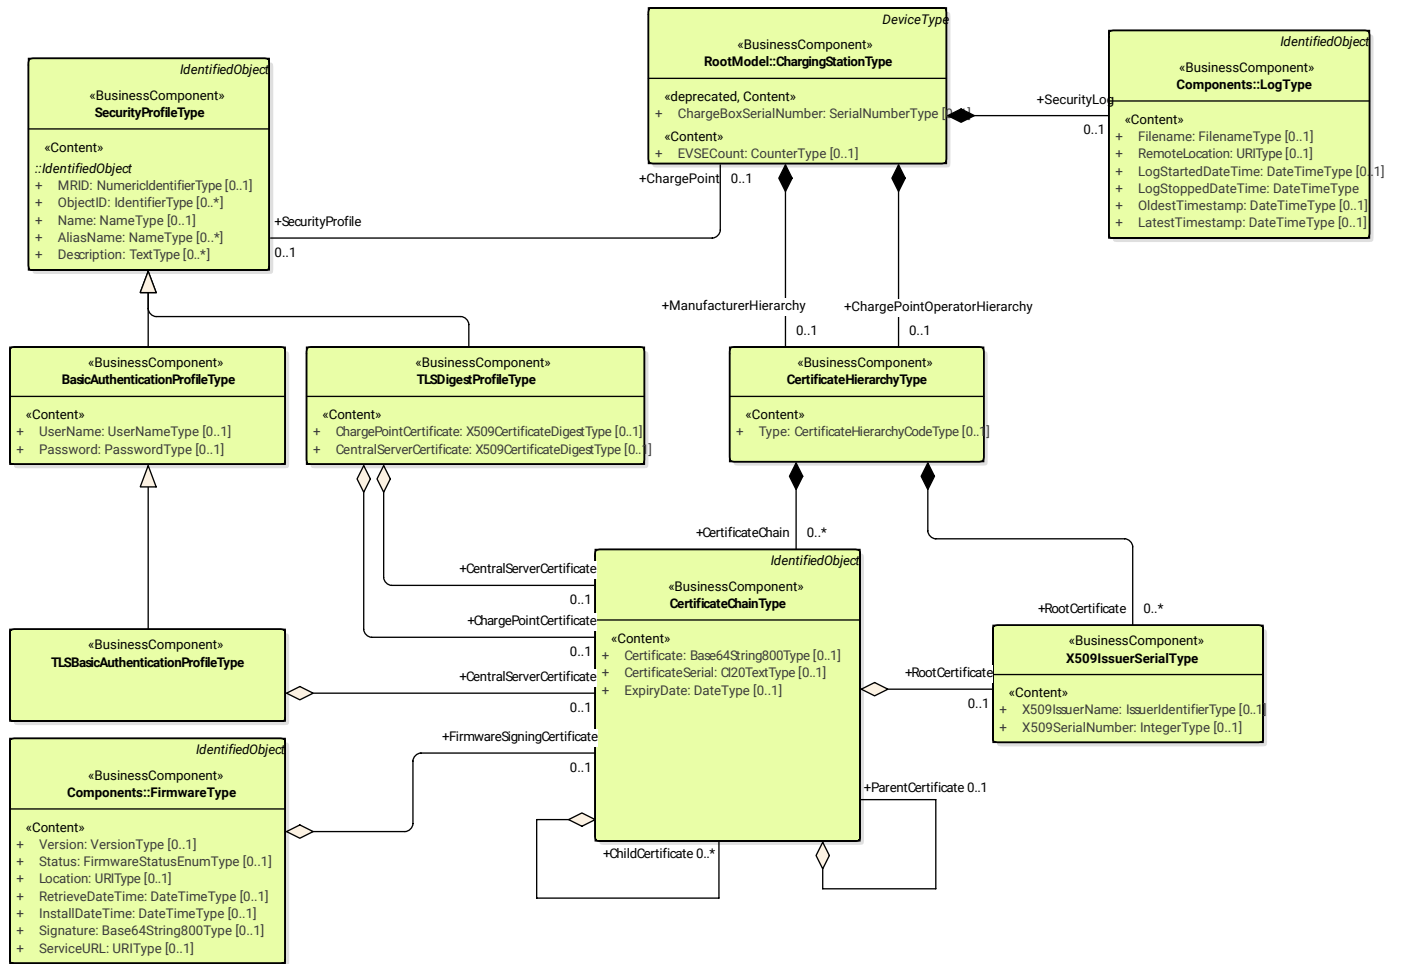 DeviceType
«BusinessComponent»
RootModel::ChargingStationType
«deprecated, Content»
+ ChargeBoxSerialNumber: SerialNumberType [0..1]
«Content»
+ EVSECount: CounterType [0..1]
IdentifiedObject
«BusinessComponent»
Components::LogType
«Content»
+ Filename: FilenameType [0..1]
+ RemoteLocation: URIType [0..1]
+ LogStartedDateTime: DateTimeType [0..1]
+ LogStoppedDateTime: DateTimeType
+ OldestTimestamp: DateTimeType [0..1]
+ LatestTimestamp: DateTimeType [0..1]
+SecurityLog
0..1
IdentifiedObject
«BusinessComponent»
SecurityProfileType
«Content»
::IdentifiedObject
+ MRID: NumericIdentifierType [0..1]
+ ObjectID: IdentifierType [0..*]
+ Name: NameType [0..1]
+ AliasName: NameType [0..*]
+ Description: TextType [0..*]
+ChargePoint 0..1
+SecurityProfile
0..1
+ManufacturerHierarchy
0..1
+ChargePointOperatorHierarchy
0..1
«BusinessComponent»
BasicAuthenticationProfileType
«Content»
+ UserName: UserNameType [0..1]
+ Password: PasswordType [0..1]
«BusinessComponent»
TLSDigestProfileType
«Content»
+ ChargePointCertificate: X509CertificateDigestType [0..1]
+ CentralServerCertificate: X509CertificateDigestType [0..1]
«BusinessComponent»
CertificateHierarchyType
«Content»
+ Type: CertificateHierarchyCodeType [0..1]
+CertificateChain 0..*
+RootCertificate 0..*
+CentralServerCertificate
0..1
+ChargePointCertificate
0..1
+CentralServerCertificate
0..1
+FirmwareSigningCertificate
0..1
IdentifiedObject
«BusinessComponent»
CertificateChainType
«Content»
+ Certificate: Base64String800Type [0..1]
+ CertificateSerial: CI20TextType [0..1]
+ ExpiryDate: DateType [0..1]
+RootCertificate
0..1
«BusinessComponent»
X509IssuerSerialType
«Content»
+ X509IssuerName: IssuerIdentifierType [0..1]
+ X509SerialNumber: IntegerType [0..1]
«BusinessComponent»
TLSBasicAuthenticationProfileType
IdentifiedObject
«BusinessComponent»
Components::FirmwareType
«Content»
+ Version: VersionType [0..1]
+ Status: FirmwareStatusEnumType [0..1]
+ Location: URIType [0..1]
+ RetrieveDateTime: DateTimeType [0..1]
+ InstallDateTime: DateTimeType [0..1]
+ Signature: Base64String800Type [0..1]
+ ServiceURL: URIType [0..1]
+ParentCertificate 0..1
+ChildCertificate 0..*